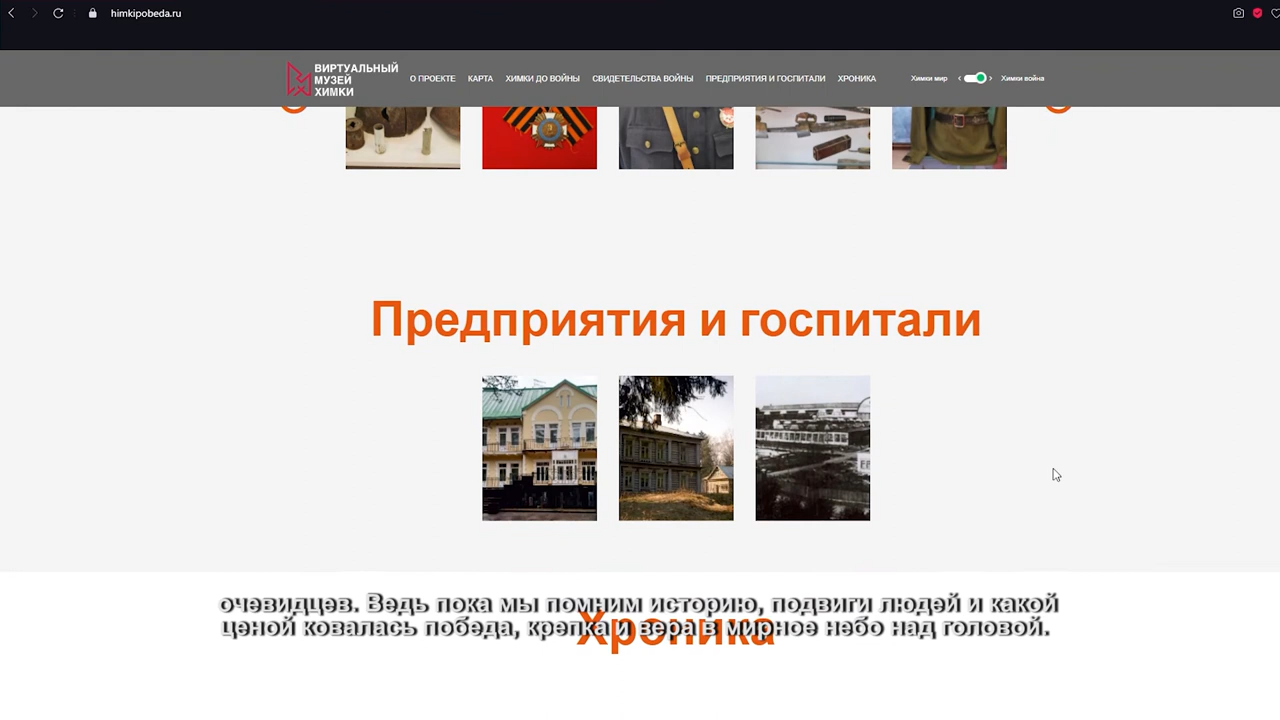 himkipobeda.ru
ВИРТУАЛЬНЫЙ
МУЗЕЙ
ХИМКИ
О ПРОЕКТЕ КАРТА ХИМКИ ДО ВОЙНЫ СВИДЕТЕЛЬСТВА ВОЙНЫ ПРЕДПРИЯТИЯ И ГОСПИТАЛИ ХРОНИКА Химки мир Химки война
Предприятия и госпитали
очевидцев. Ведь пока мы помним историю, подвиги людей и какой
ценой ковалась победа, крепка и вера в мирное небо над головой.
Хроника